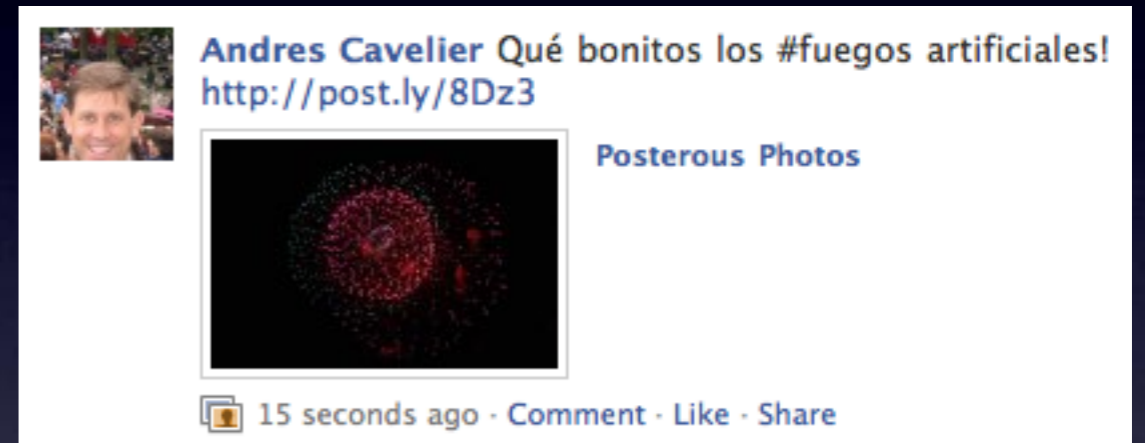 Andres Cavelier Qué bonitos los #fuegos artificiales!
http://post.ly/8Dz3
Posterous Photos
15 seconds ago · Comment · Like · Share